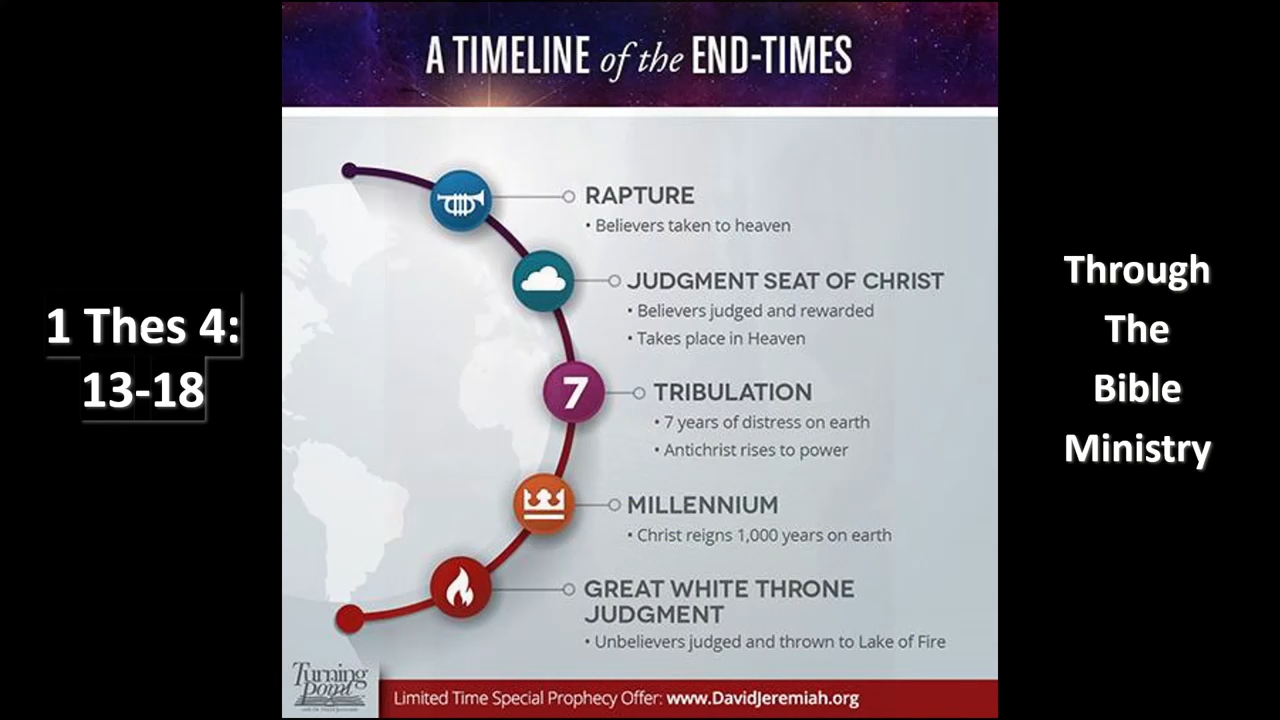 A TIMELINE of the END-TIMES
RAPTURE
• Believers taken to heaven
JUDGMENT SEAT OF CHRIST
• Believers judged and rewarded
• Takes place in Heaven
7
TRIBULATION
• 7 years of distress on earth
• Antichrist rises to power
MILLENNIUM
• Christ reigns 1,000 years on earth
GREAT WHITE THRONE
JUDGMENT
• Unbelievers judged and thrown to Lake of Fire
Turning
Point
Limited Time Special Prophecy Offer: www.DavidJeremiah.org
1 Thes 4:
13-18
Through
The
Bible
Ministry